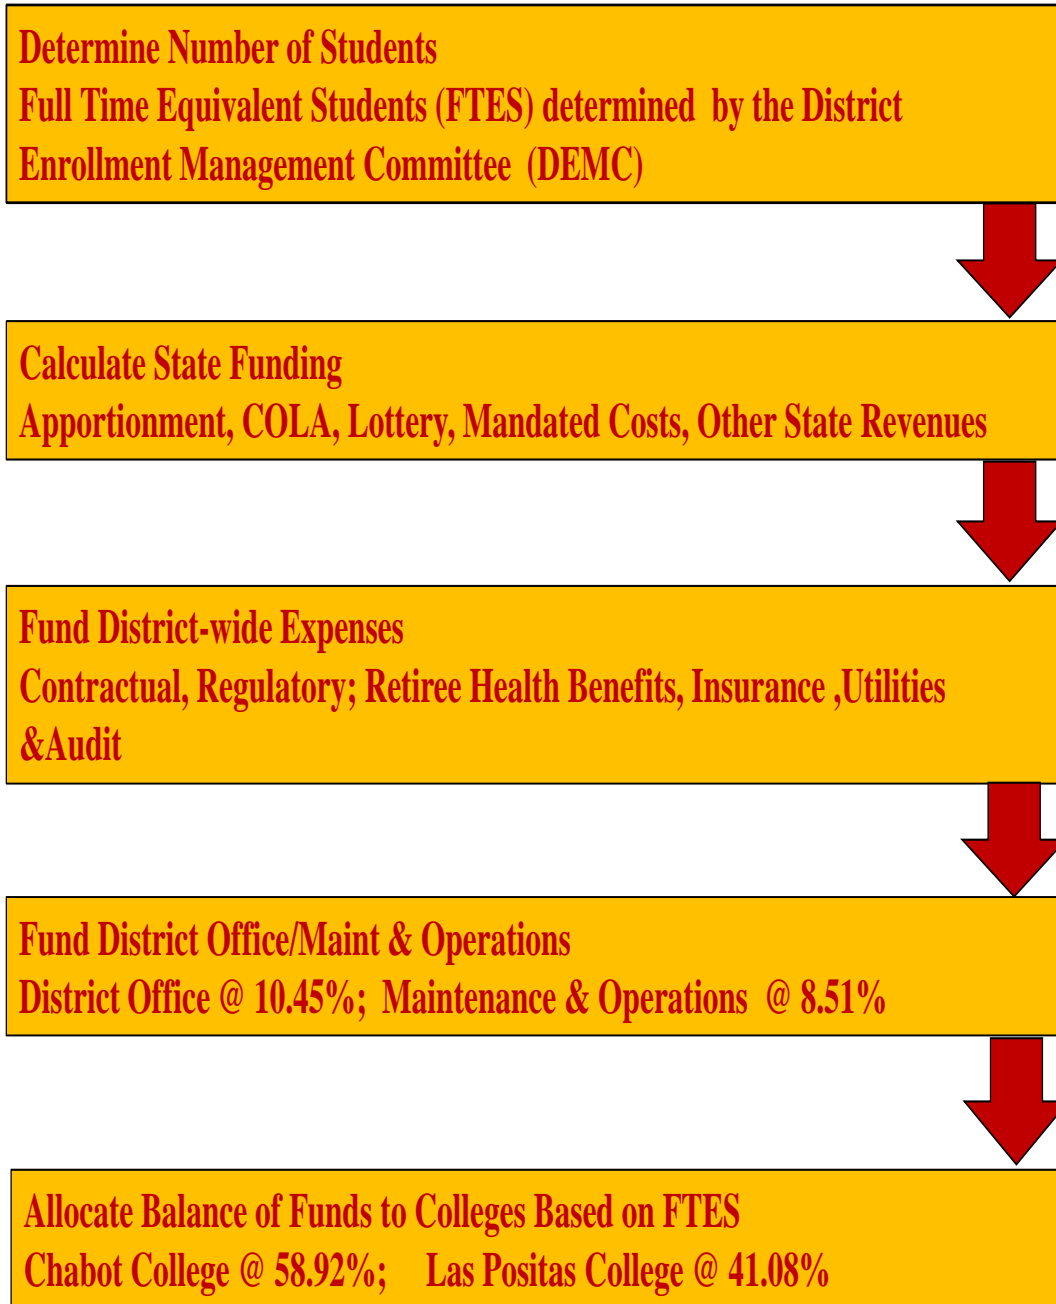 Determine Number of Students
Full Time Equivalent Students (FTES) determined  by the District
Enrollment Management Committee  (DEMC)
Calculate State Funding
Apportionment, COLA, Lottery, Mandated Costs, Other State Revenues
Fund District-wide Expenses
Contractual, Regulatory; Retiree Health Benefits, Insurance ,Utilities
&Audit
Fund District Office/Maint & Operations
District Office @ 10.45%;  Maintenance & Operations  @ 8.51%
Allocate Balance of Funds to Colleges Based on FTES
Chabot College @ 58.92%;    Las Positas College @ 41.08%